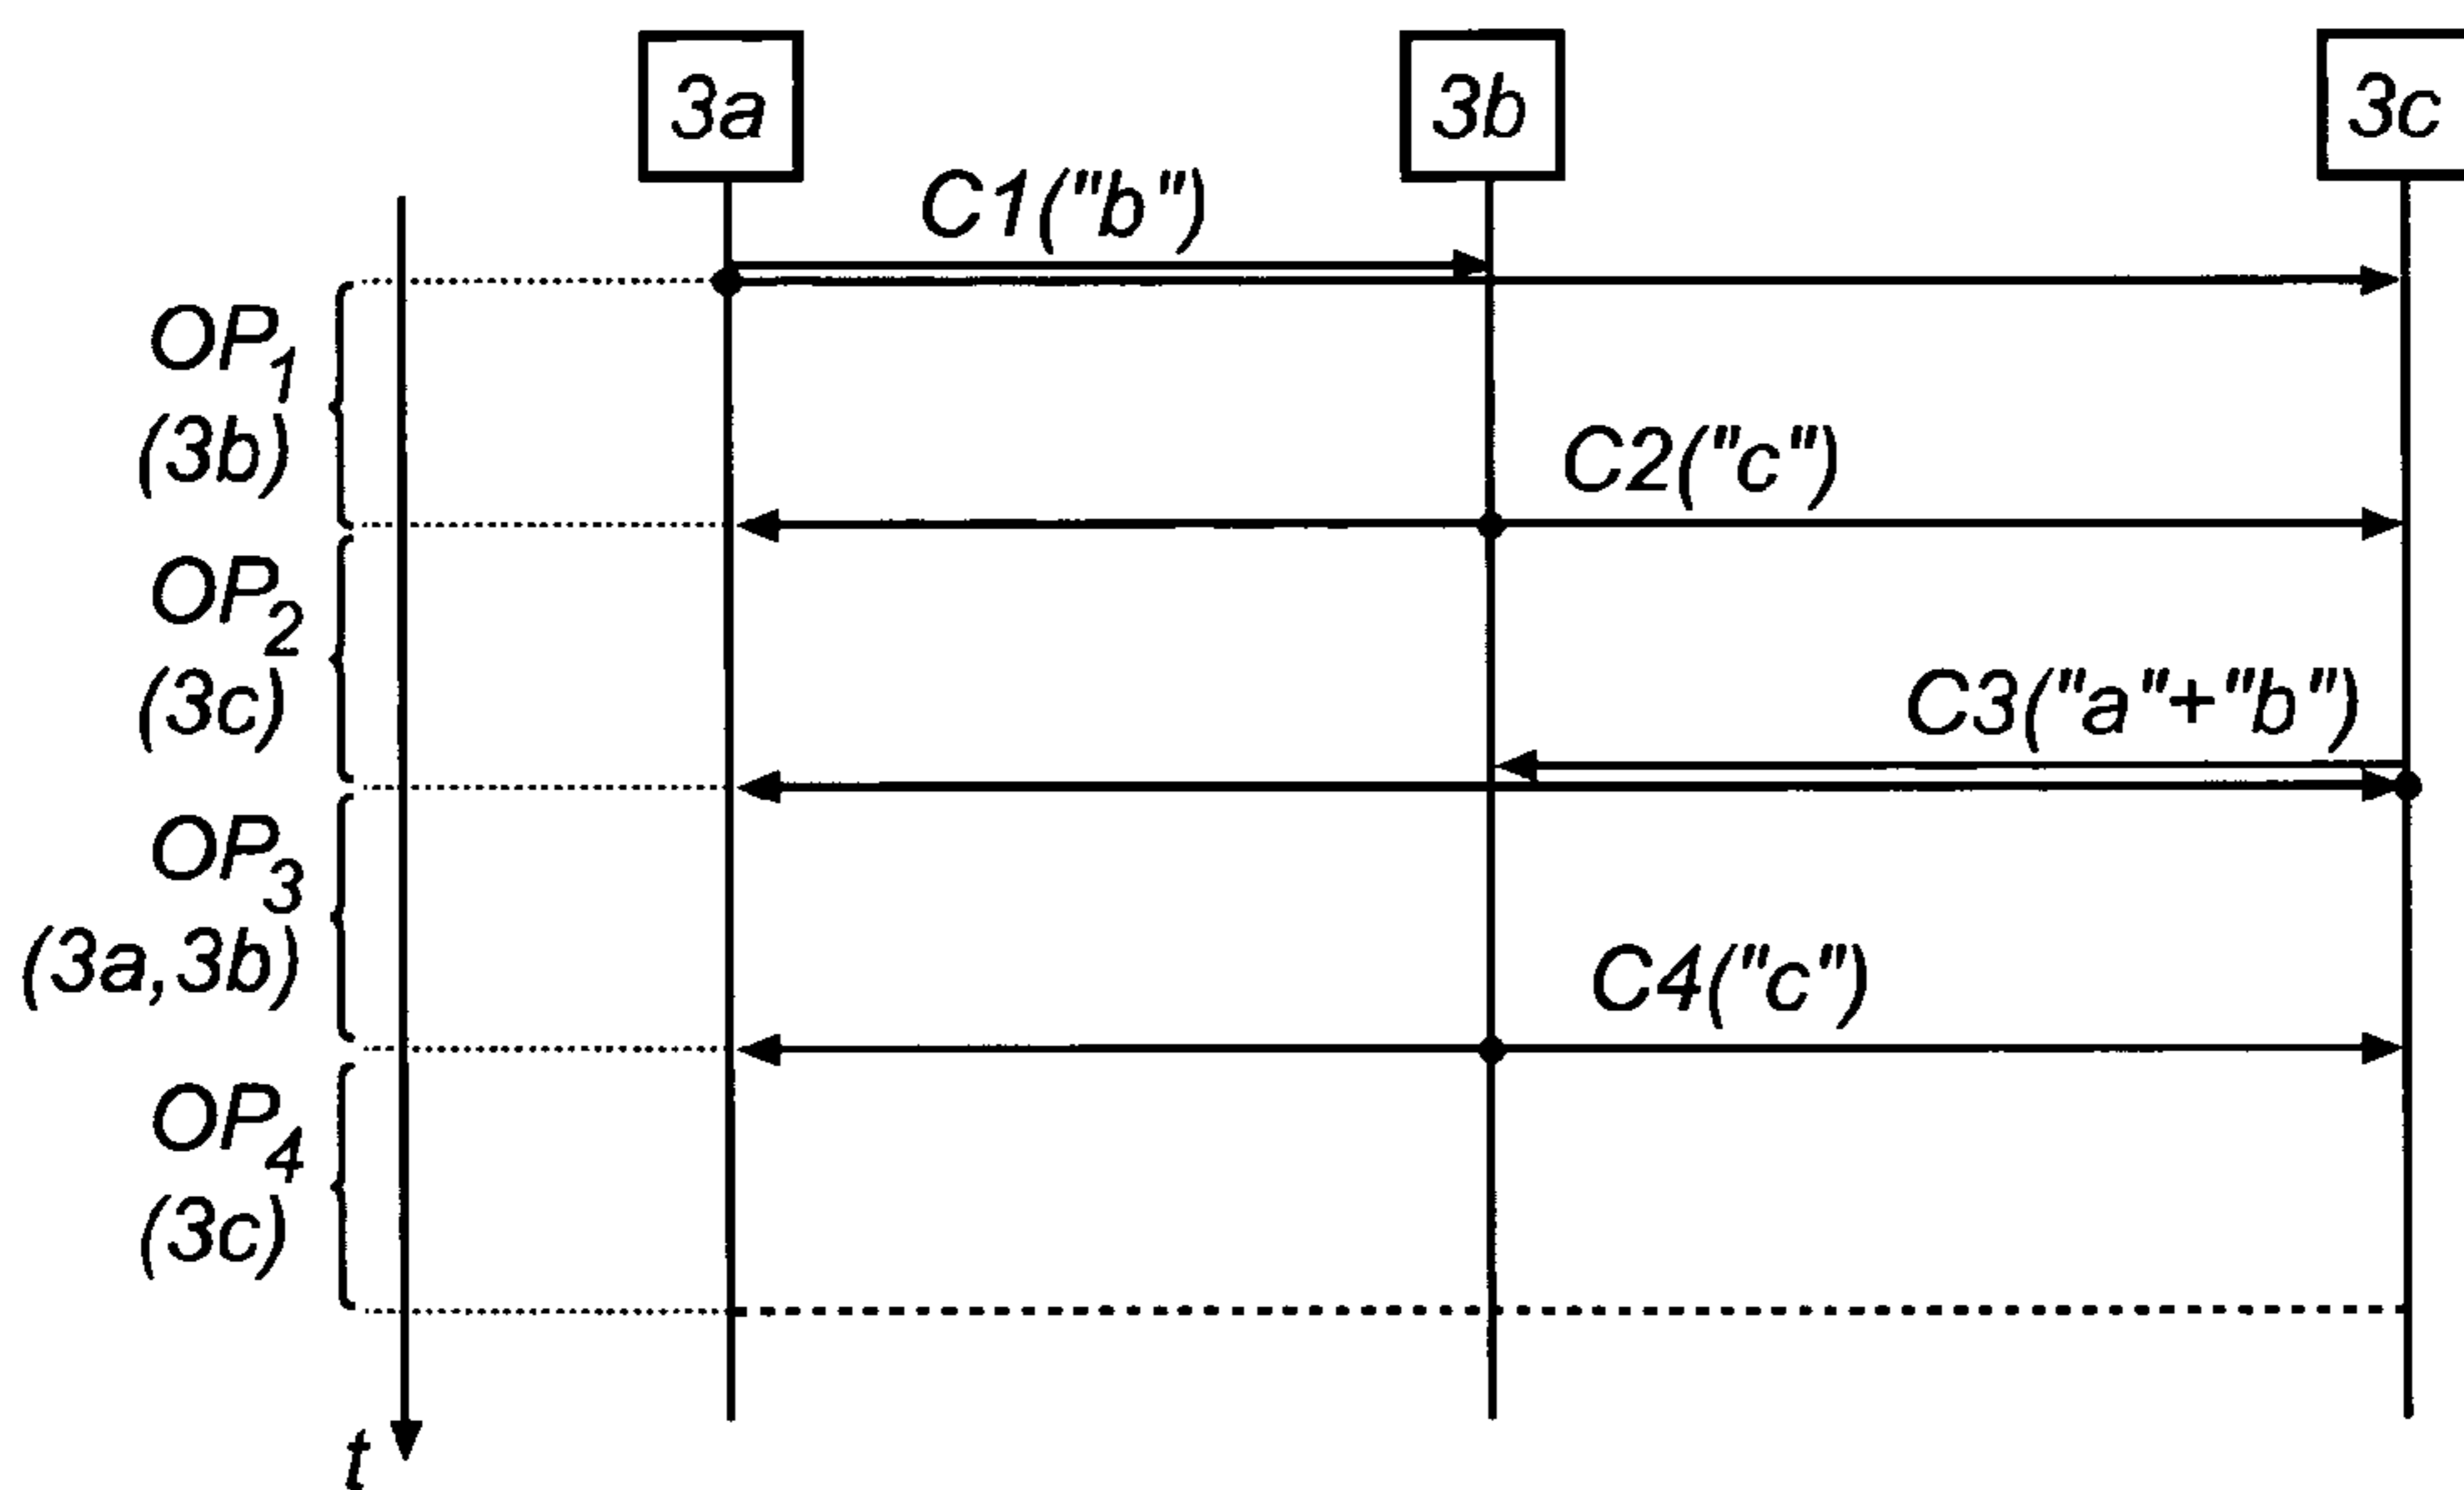 3a 3b 3c
C1("b")
OP1
(3b)
C2("c")
OP2
(3c)
C3("a"+"b")
OP3
(3a,3b)
C4("c")
OP4
(3c)
t